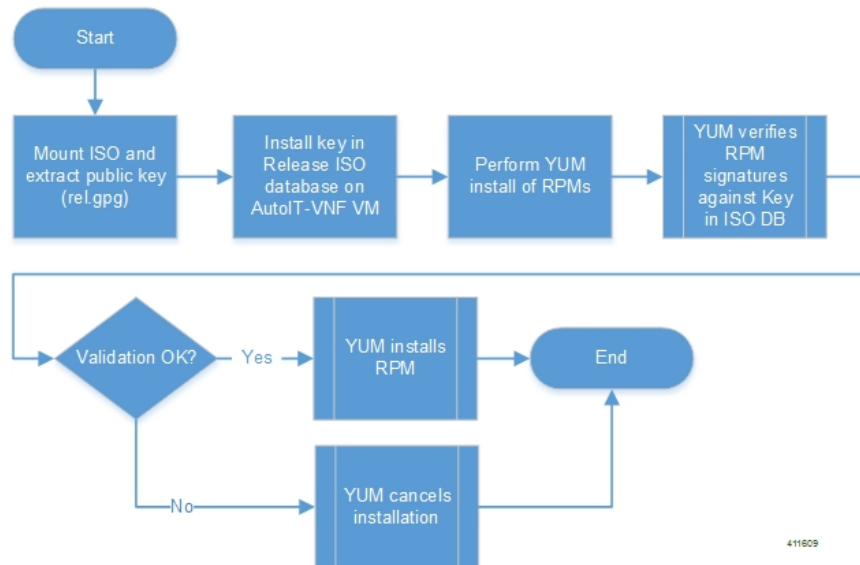 Start
Mount ISO and
extract public key
(rel.gpg)
Install key in
Release ISO
database on
AutoIT-VNF VM
Perform YUM
install of RPMs
YUM verifies
RPM
signatures
against Key
in ISO DB
Validation OK?
Yes
YUM installs
RPM
End
No
YUM cancels
installation
411609